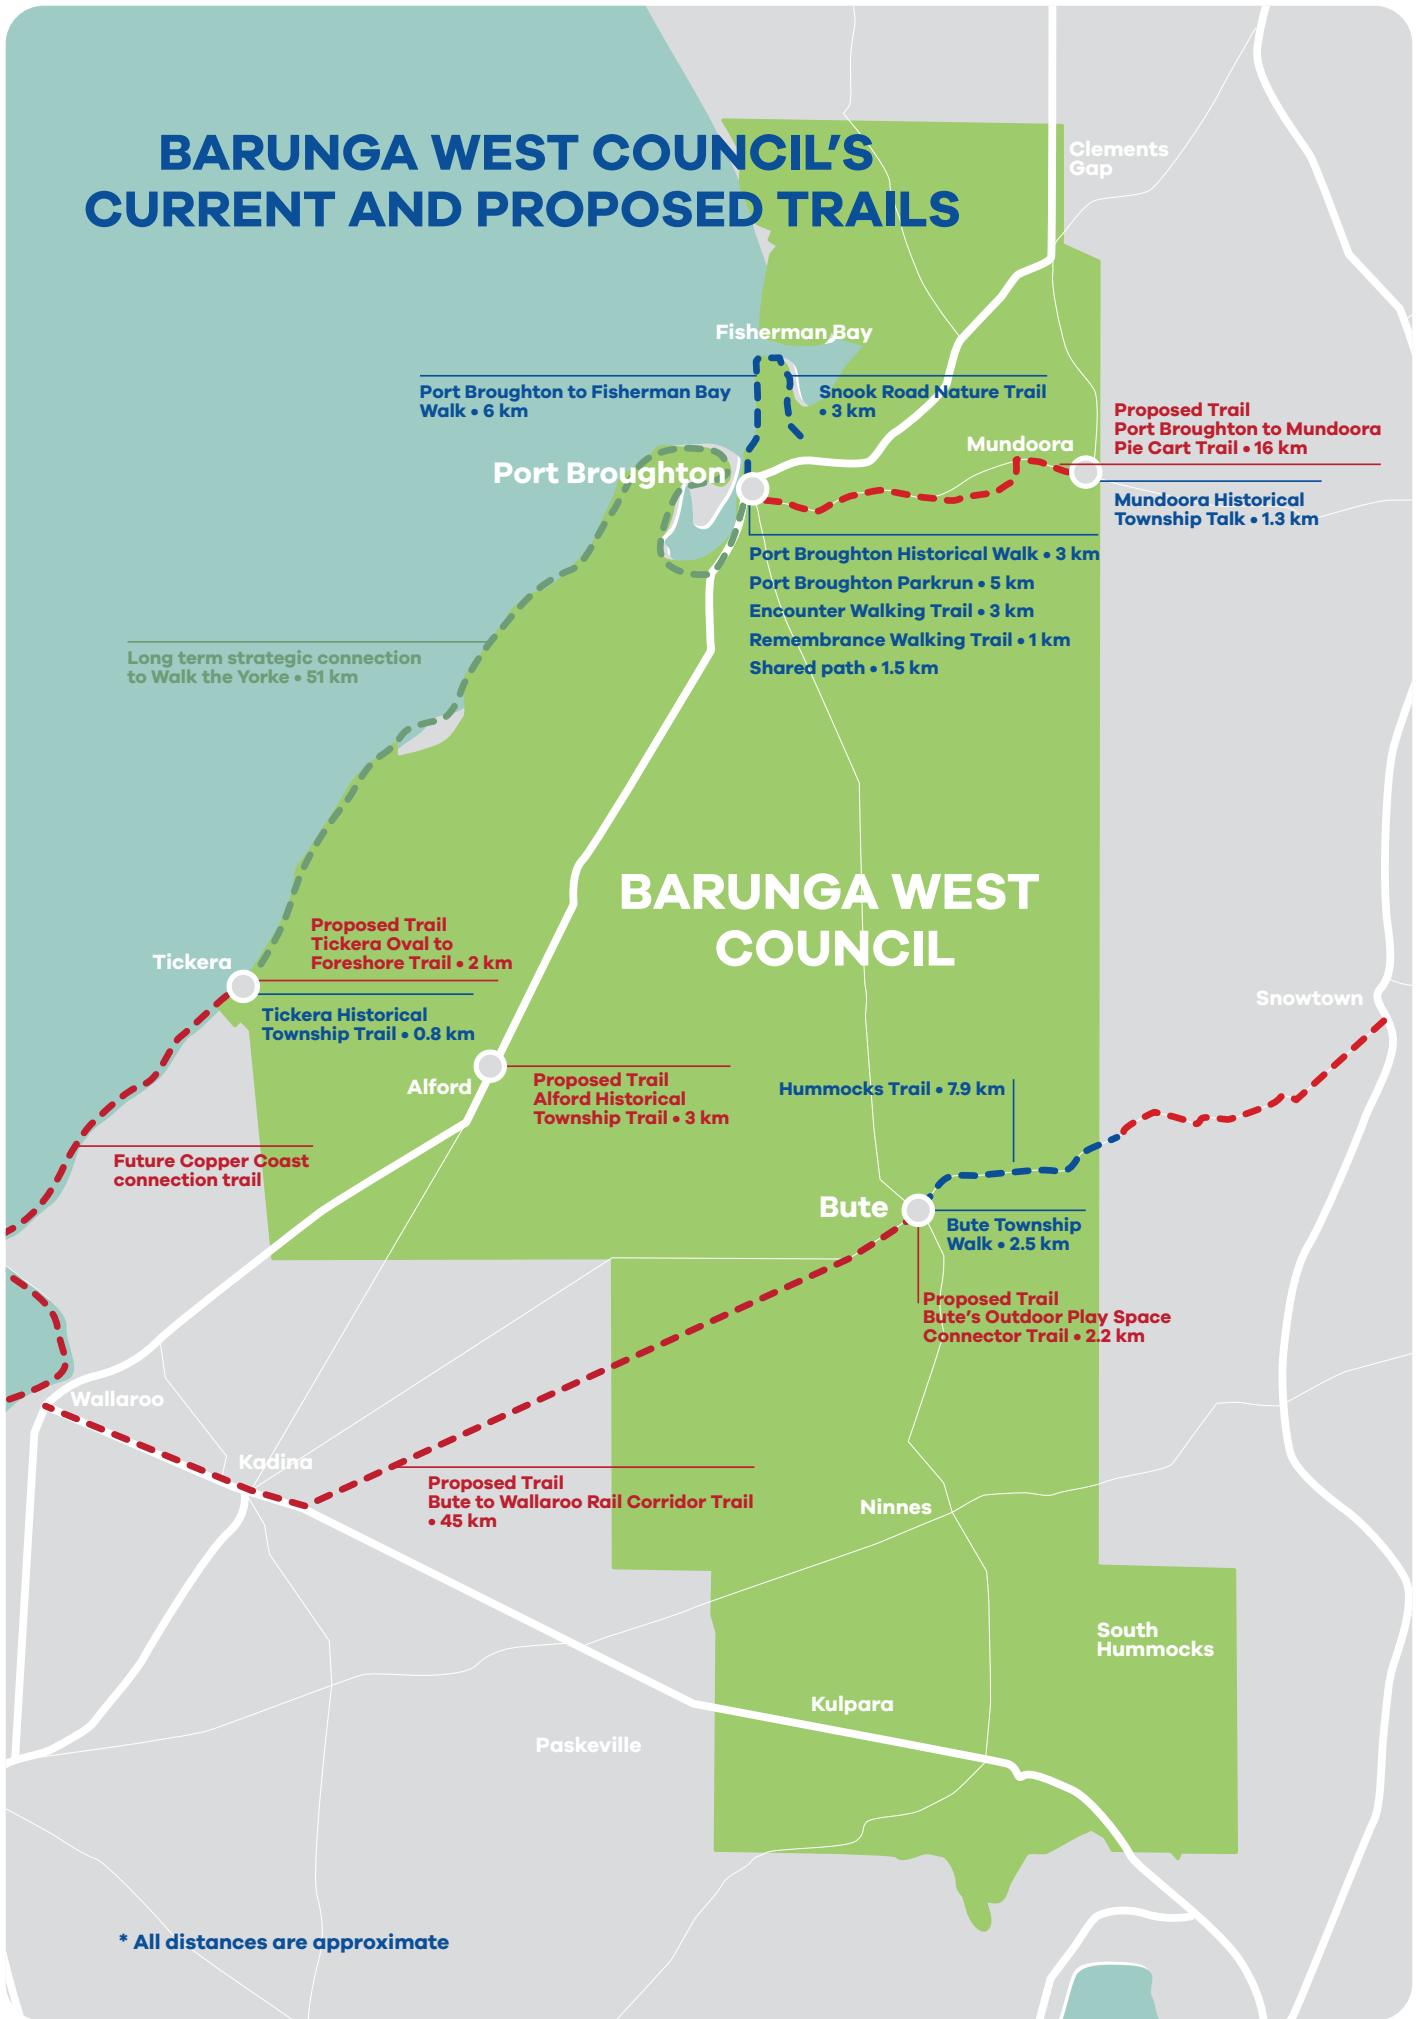 BARUNGA WEST COUNCIL'S
CURRENT AND PROPOSED TRAILS
Clements
Gap
Fisherman Bay
Port Broughton to Fisherman Bay
Walk • 6 km
Snook Road Nature Trail
• 3 km
Proposed Trail
Port Broughton to Mundoora
Pie Cart Trail • 16 km
Mundoora
Port Broughton
Mundoora Historical
Township Talk • 1.3 km
Port Broughton Historical Walk • 3 km
Port Broughton Parkrun • 5 km
Encounter Walking Trail • 3 km
Remembrance Walking Trail • 1 km
Shared path • 1.5 km
Long term strategic connection
to Walk the Yorke • 51 km
BARUNGA WEST
COUNCIL
Proposed Trail
Tickera Oval to
Foreshore Trail • 2 km
Tickera
Tickera Historical
Township Trail • 0.8 km
Snowtown
Alford
Proposed Trail
Alford Historical
Township Trail • 3 km
Hummocks Trail • 7.9 km
Future Copper Coast
connection trail
Bute
Bute Township
Walk • 2.5 km
Proposed Trail
Bute's Outdoor Play Space
Connector Trail • 2.2 km
Wallaroo
Kadina
Proposed Trail
Bute to Wallaroo Rail Corridor Trail
• 45 km
Ninnes
South
Hummocks
Kulpara
Paskeville
* All distances are approximate